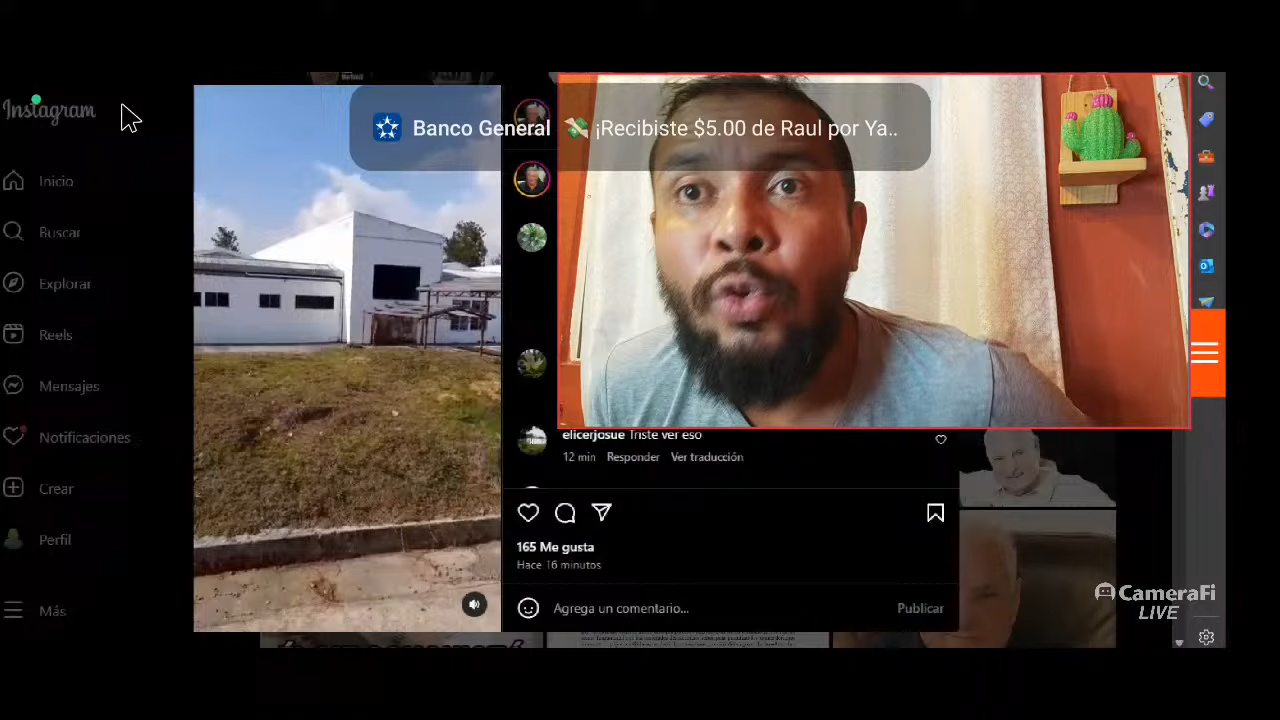 Instagram
Inicio
Buscar
Explorar
Reels
Mensajes
Notificaciones
Crear
Perfil
Más
Banco General 💸 ¡Recibiste $5.00 de Raul por Ya..
elicerjosue Triste ver eso
12 min Responder Ver traducción
165 Me gusta
Hace 16 minutos
Agrega un comentario...
Publicar
CameraFi
LIVE